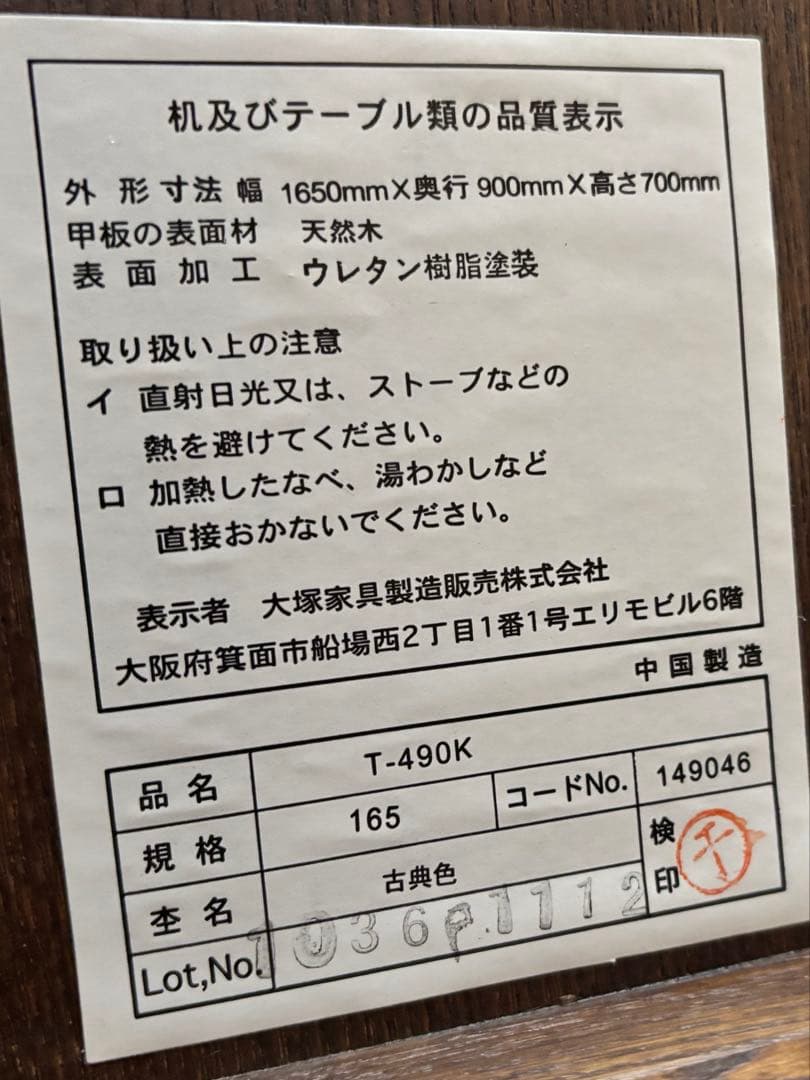 机及びテーブル類の品質表示
外形寸法 幅 1650mm×奥行 900mm×高さ700mm
甲板の表面材 天然木
表面加工 ウレタン樹脂塗装
取り扱い上の注意
イ 直射日光又は、ストーブなどの
熱を避けてください。
ロ 加熱したなべ、湯わかしなど
直接おかないでください。
表示者 大塚家具製造販売株式会社
大阪府箕面市船場西2丁目1番1号エリモビル6階
中国製造
品名 T-490K
規格 165 コードNo. 149046
杢名 古典色 検印
Lot,No.